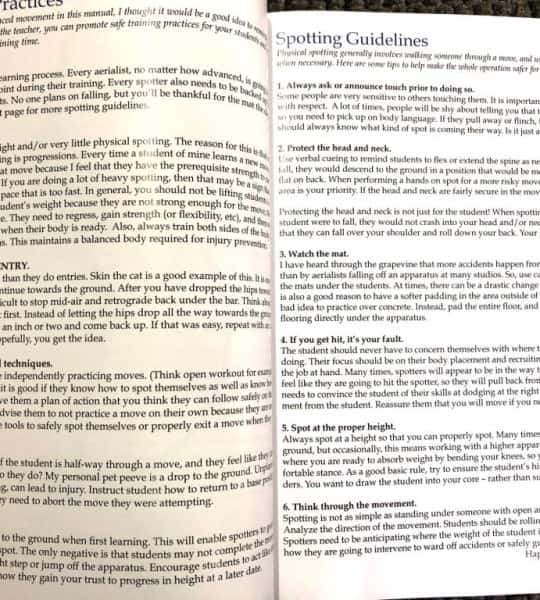 ractices
ced movement in this manual, I thought it would be a good idea to
the teacher, you can promote safe training practices for your students
ining time.
earning process. Every aerialist, no matter how advanced, is going
oint during their training. Every spotter also needs to be backed
ts. No one plans on falling, but you'll be thankful for the mat
t page for more spotting guidelines.
ight and/or very little physical spotting. The reason for this is
ing is progressions. Every time a student of mine learns a new
at move because I feel that they have the prerequisite strength
If you are doing a lot of heavy spotting, then that may be a sign
pace that is too fast. In general, you should not be lifting student
udent's weight because they are not strong enough for the move.
e. They need to regress, gain strength (or flexibility, etc), and
when their body is ready. Also, always train both sides of the body
s. This maintains a balanced body required for injury prevention.
NTRY.
than they do entries. Skin the cat is a good example of this. It is
ntinue towards the ground. After you have dropped the hips
icult to stop mid-air and retrograde back under the bar. Think
first. Instead of letting the hips drop all the way towards the
an inch or two and come back up. If that was easy, repeat with
opefully, you get the idea.
l techniques.
e independently practicing moves. (Think open workout for
it is good if they know how to spot themselves as well as know
ve them a plan of action that you think they can follow safely
dvise them to not practice a move on their own because they
e tools to safely spot themselves or properly exit a move when
f the student is half-way through a move, and they feel like they
o they do? My personal pet peeve is a drop to the ground.
g, can lead to injury. Instruct student how to return to a base
ry need to abort the move they were attempting.
to the ground when first learning. This will enable spotters to
pot. The only negative is that students may not complete the
ht step or jump off the apparatus. Encourage students to act like
now they gain your trust to progress in height at a later date.
Spotting Guidelines
Physical spotting generally involves walking someone through a move, and
when necessary. Here are some tips to help make the whole operation safer for
1. Always ask or announce touch prior to doing so.
Some people are very sensitive to others touching them. It is importan
with respect. A lot of times, people will be shy about telling you that t
so you need to pick up on body language. If they pull away or flinch, t
should always know what kind of spot is coming their way. Is it just a
2. Protect the head and neck.
Use verbal cueing to remind students to flex or extend the spine as ne
fall, they would descend to the ground in a position that would be mo
flat on back. When performing a hands on spot for a more risky move
area is your priority. If the head and neck are fairly secure in the mov
Protecting the head and neck is not just for the student! When spottin
student were to fall, they would not crash into your head and/or nec
that they can fall over your shoulder and roll down your back. Your
3. Watch the mat.
I have heard through the grapevine that more accidents happen from
than by aerialists falling off an apparatus at many studios. So, use ca
the mats under the students. At times, there can be a drastic change
is also a good reason to have a softer padding in the area outside of
bad idea to practice over concrete. Instead, pad the entire floor, and
flooring directly under the apparatus.
4. If you get hit, it's your fault.
The student should never have to concern themselves with where t
doing. Their focus should be on their body placement and recruitin
the job at hand. Many times, spotters will appear to be in the way t
feel like they are going to hit the spotter, so they will pull back from
needs to convince the student of their skills at dodging at the right
ment from the student. Reassure them that you will move if you ne
5. Spot at the proper height.
Always spot at a height so that you can properly spot. Many times
ground, but occasionally, this means working with a higher appar
where you are ready to absorb weight by bending your knees, so y
fortable stance. As a good basic rule, try to ensure the student's hi
ders. You want to draw the student into your core – rather than su
6. Think through the movement.
Spotting is not as simple as standing under someone with open ar
Analyze the direction of the movement. Students should be rollin
Spotters need to be anticipating where the weight of the student i
how they are going to intervene to ward off accidents or safely gu
Hap